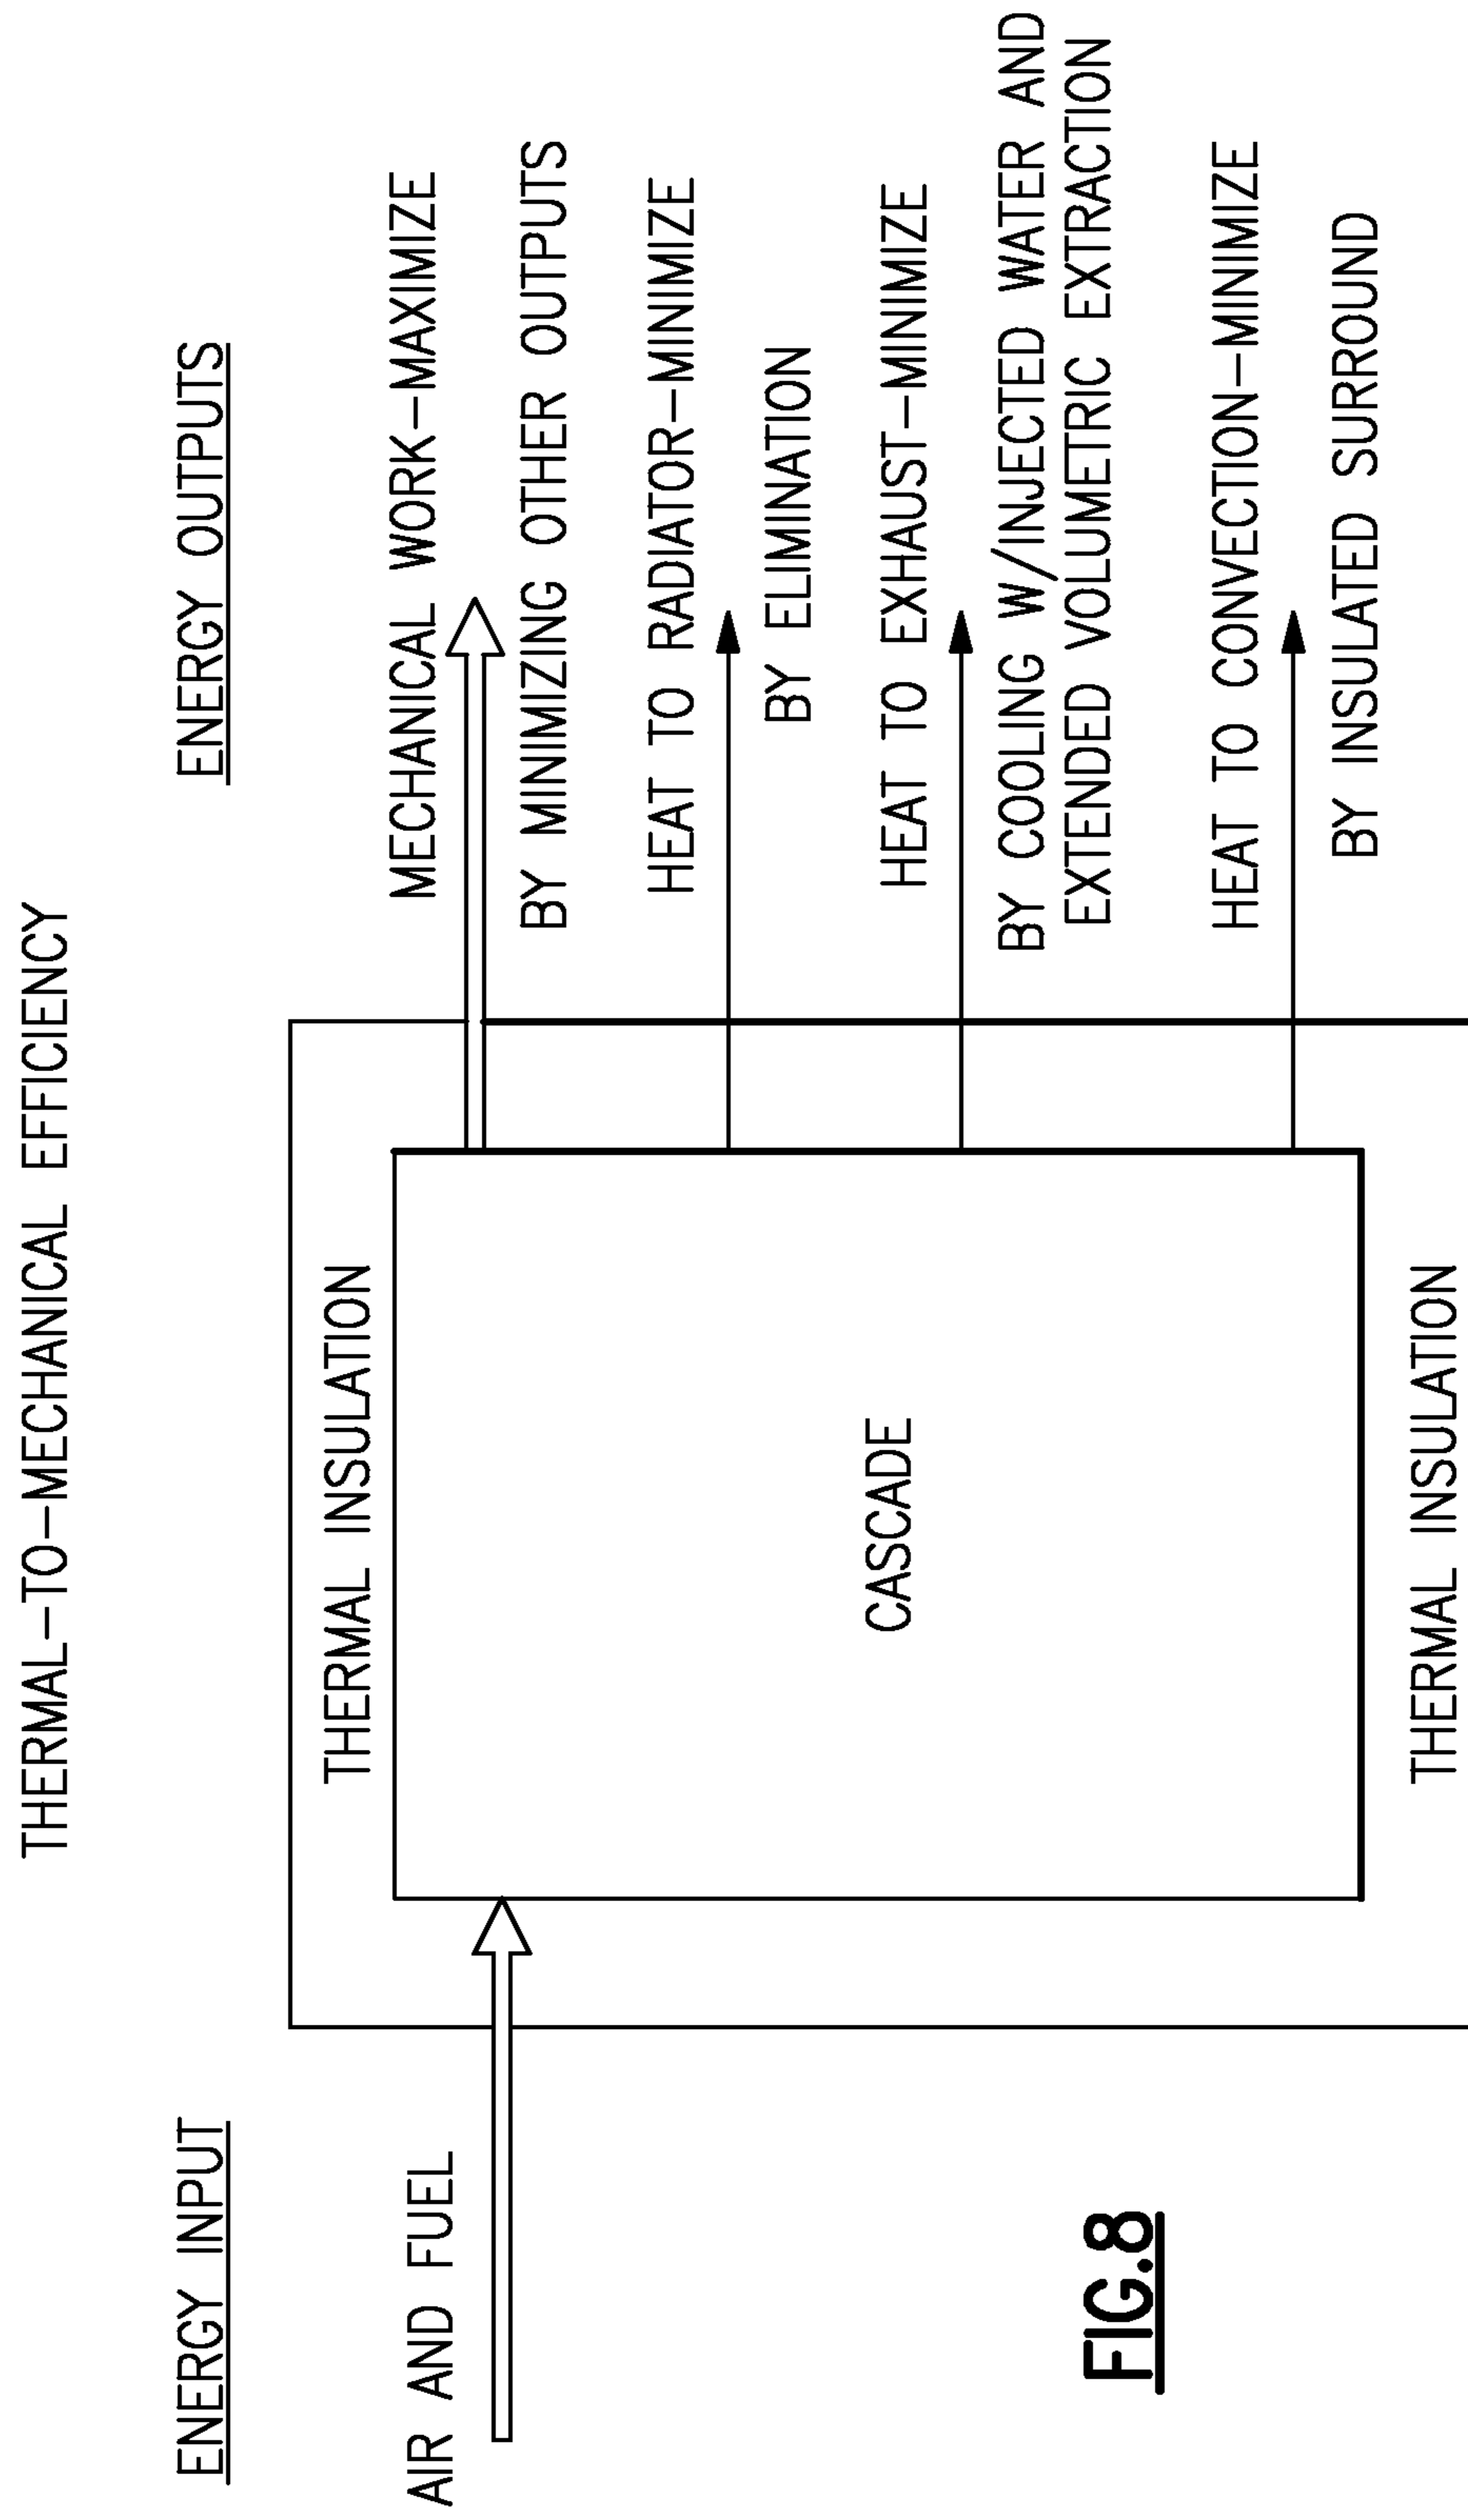 THERMAL-TO-MECHANICAL EFFICIENCY
ENERGY INPUT
ENERGY OUTPUTS
AIR AND FUEL
THERMAL INSULATION
CASCADE
THERMAL INSULATION
MECHANICAL WORK-MAXIMIZE
BY MINIMIZING OTHER OUTPUTS
HEAT TO RADIATOR-MINIMIZE
BY ELIMINATION
HEAT TO EXHAUST-MINIMIZE
BY COOLING W/INJECTED WATER AND
EXTENDED VOLUMETRIC EXTRACTION
HEAT TO CONVECTION-MINIMIZE
BY INSULATED SURROUND
FIG.8